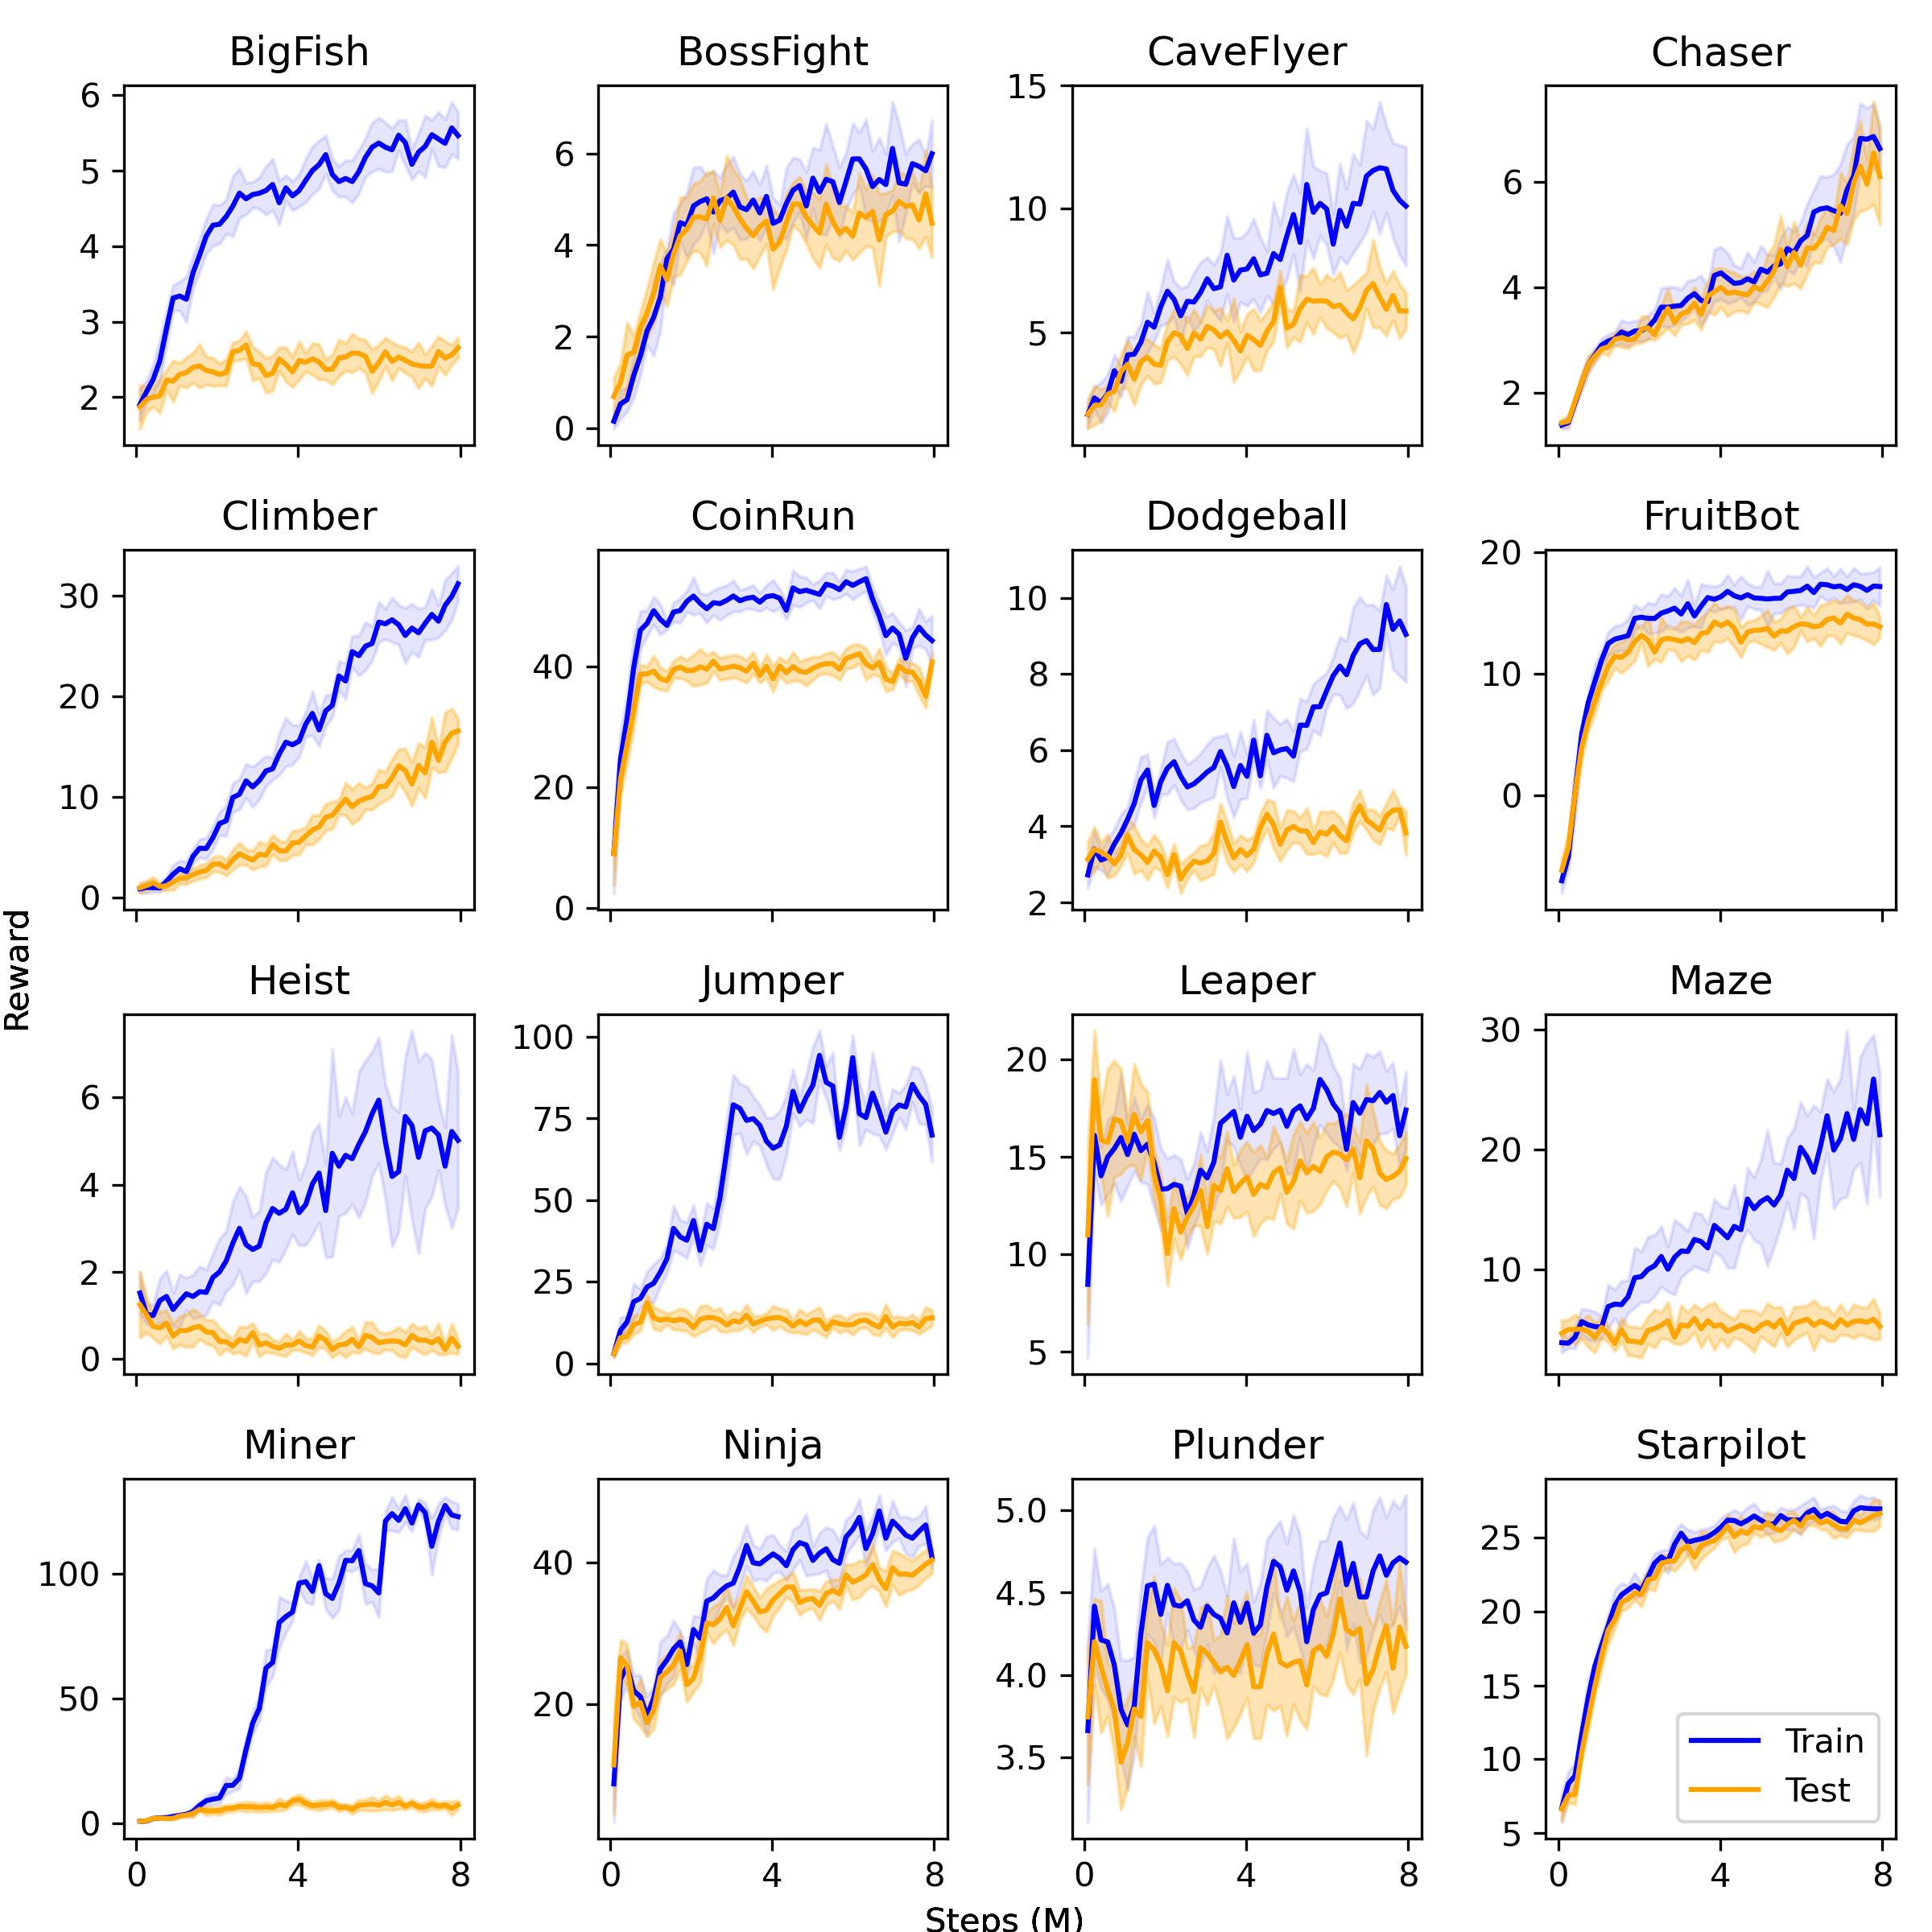 BigFish
BossFight
CaveFlyer
Chaser
6
5
4
3
2
6
4
2
0
15
10
5
6
4
2
Climber
CoinRun
Dodgeball
FruitBot
30
20
10
0
40
20
0
10
8
6
4
2
20
10
0
Reward
Heist
Jumper
Leaper
Maze
6
4
2
0
100
75
50
25
0
20
15
10
5
30
20
10
Miner
Ninja
Plunder
Starpilot
100
50
0
40
20
5.0
4.5
4.0
3.5
25
20
15
10
5
Train
Test
0 4 8
0 4 8
0 4 8
0 4 8
Steps (M)